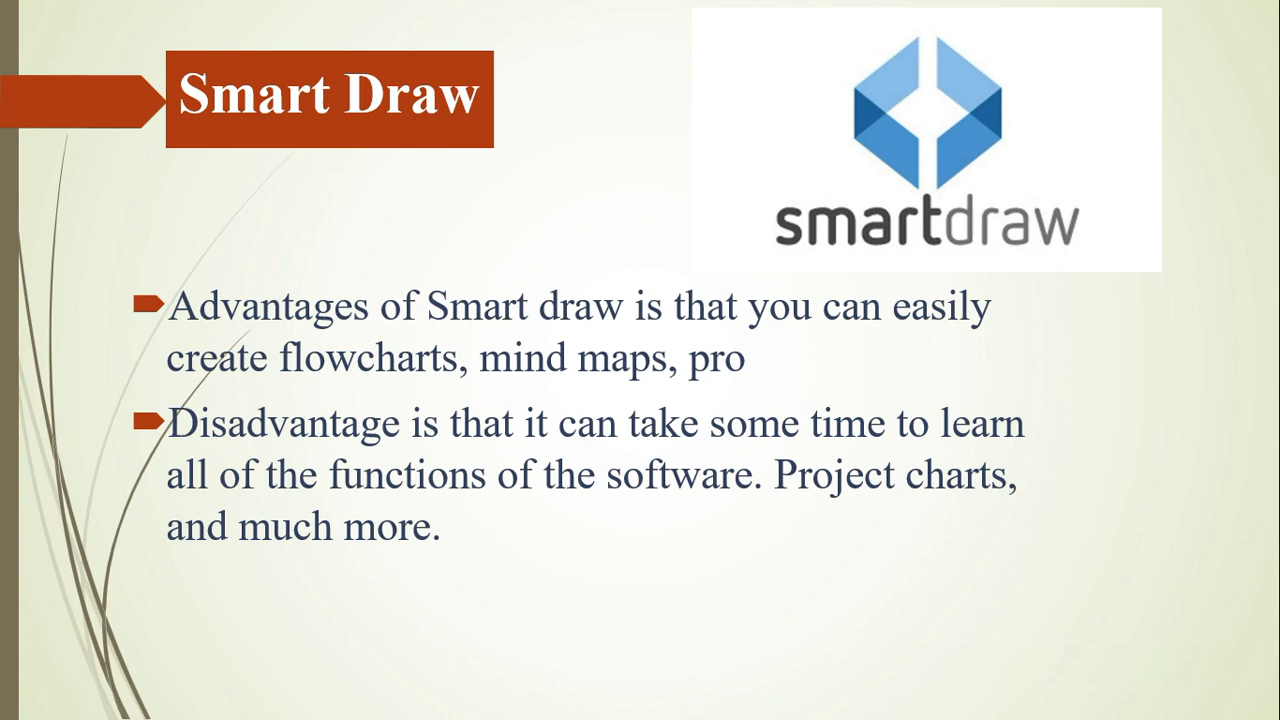 Smart Draw
smartdraw
Advantages of Smart draw is that you can easily
create flowcharts, mind maps, pro
Disadvantage is that it can take some time to learn
all of the functions of the software. Project charts,
and much more.